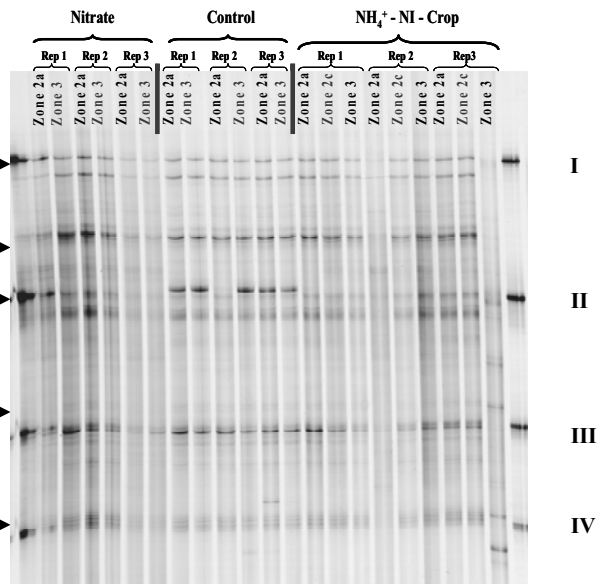 Nitrate Control NH₄⁺ - NI - Crop
Rep 1 Rep 2 Rep 3 Rep 1 Rep 2 Rep 3 Rep 1 Rep 2 Rep3
Zone 2a Zone 3 Zone 2a Zone 3 Zone 2a Zone 3 Zone 2a Zone 3 Zone 2a Zone 3 Zone 2a Zone 3 Zone 2a Zone 2c Zone 3 Zone 2a Zone 2c Zone 3 Zone 2a Zone 2c Zone 3
I
II
III
IV